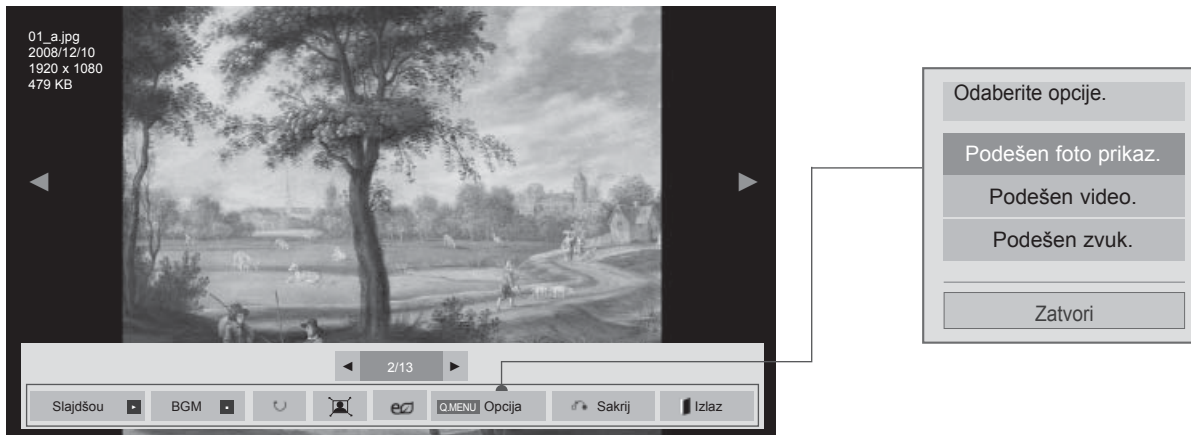 01_a.jpg
2008/12/10
1920 x 1080
479 KB
2/13
Slajdšou
BGM
Q.MENU Opcija
Sakrij
Izlaz
Odaberite opcije.
Podešen foto prikaz.
Podešen video.
Podešen zvuk.
Zatvori